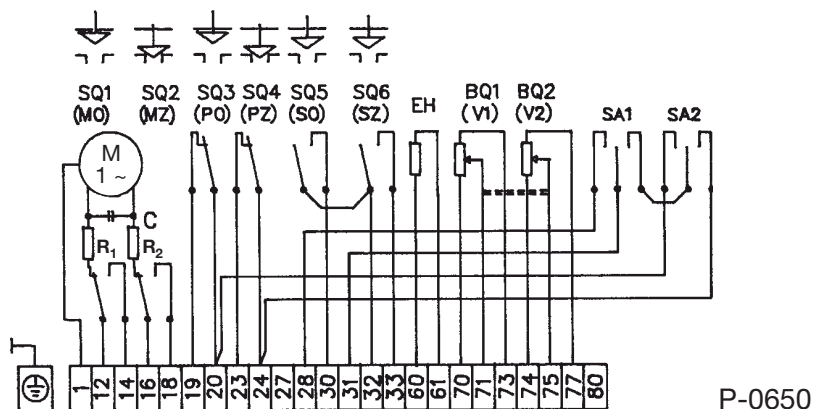 SQ1 SQ2 SQ3 SQ4 SQ5 SQ6 EH BQ1 BQ2 SA1 SA2
(MO) (MZ) (PO) (PZ) (SO) (SZ) (V1) (V2)
M
1 ~
C
R1 R2
1 12 14 16 18 19 20 23 24 27 28 30 31 32 33 60 61 70 71 73 74 75 77 80
P-0650